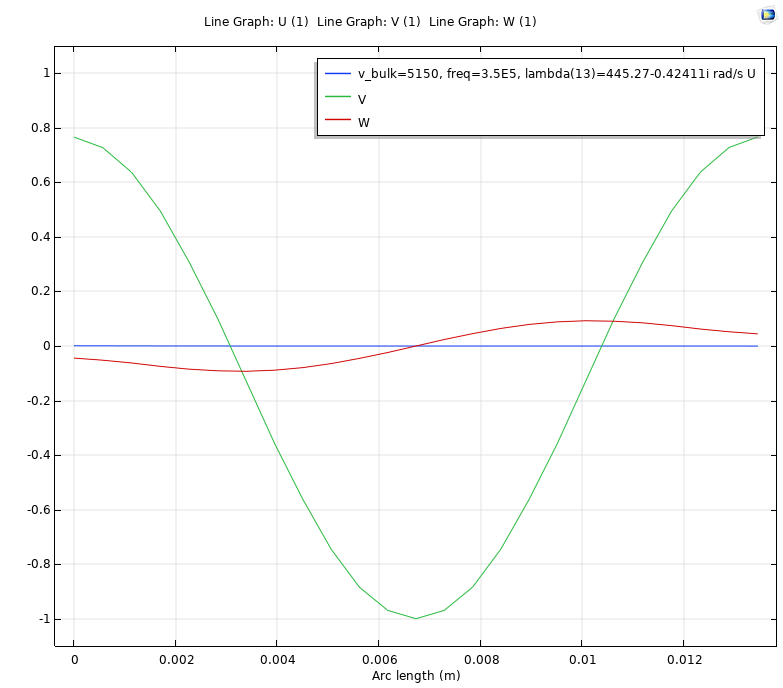 Line Graph: U (1) Line Graph: V (1) Line Graph: W (1)
v_bulk=5150, freq=3.5E5, lambda(13)=445.27-0.42411i rad/s U
V
W
1
0.8
0.6
0.4
0.2
0
-0.2
-0.4
-0.6
-0.8
-1
0 0.002 0.004 0.006 0.008 0.01 0.012
Arc length (m)